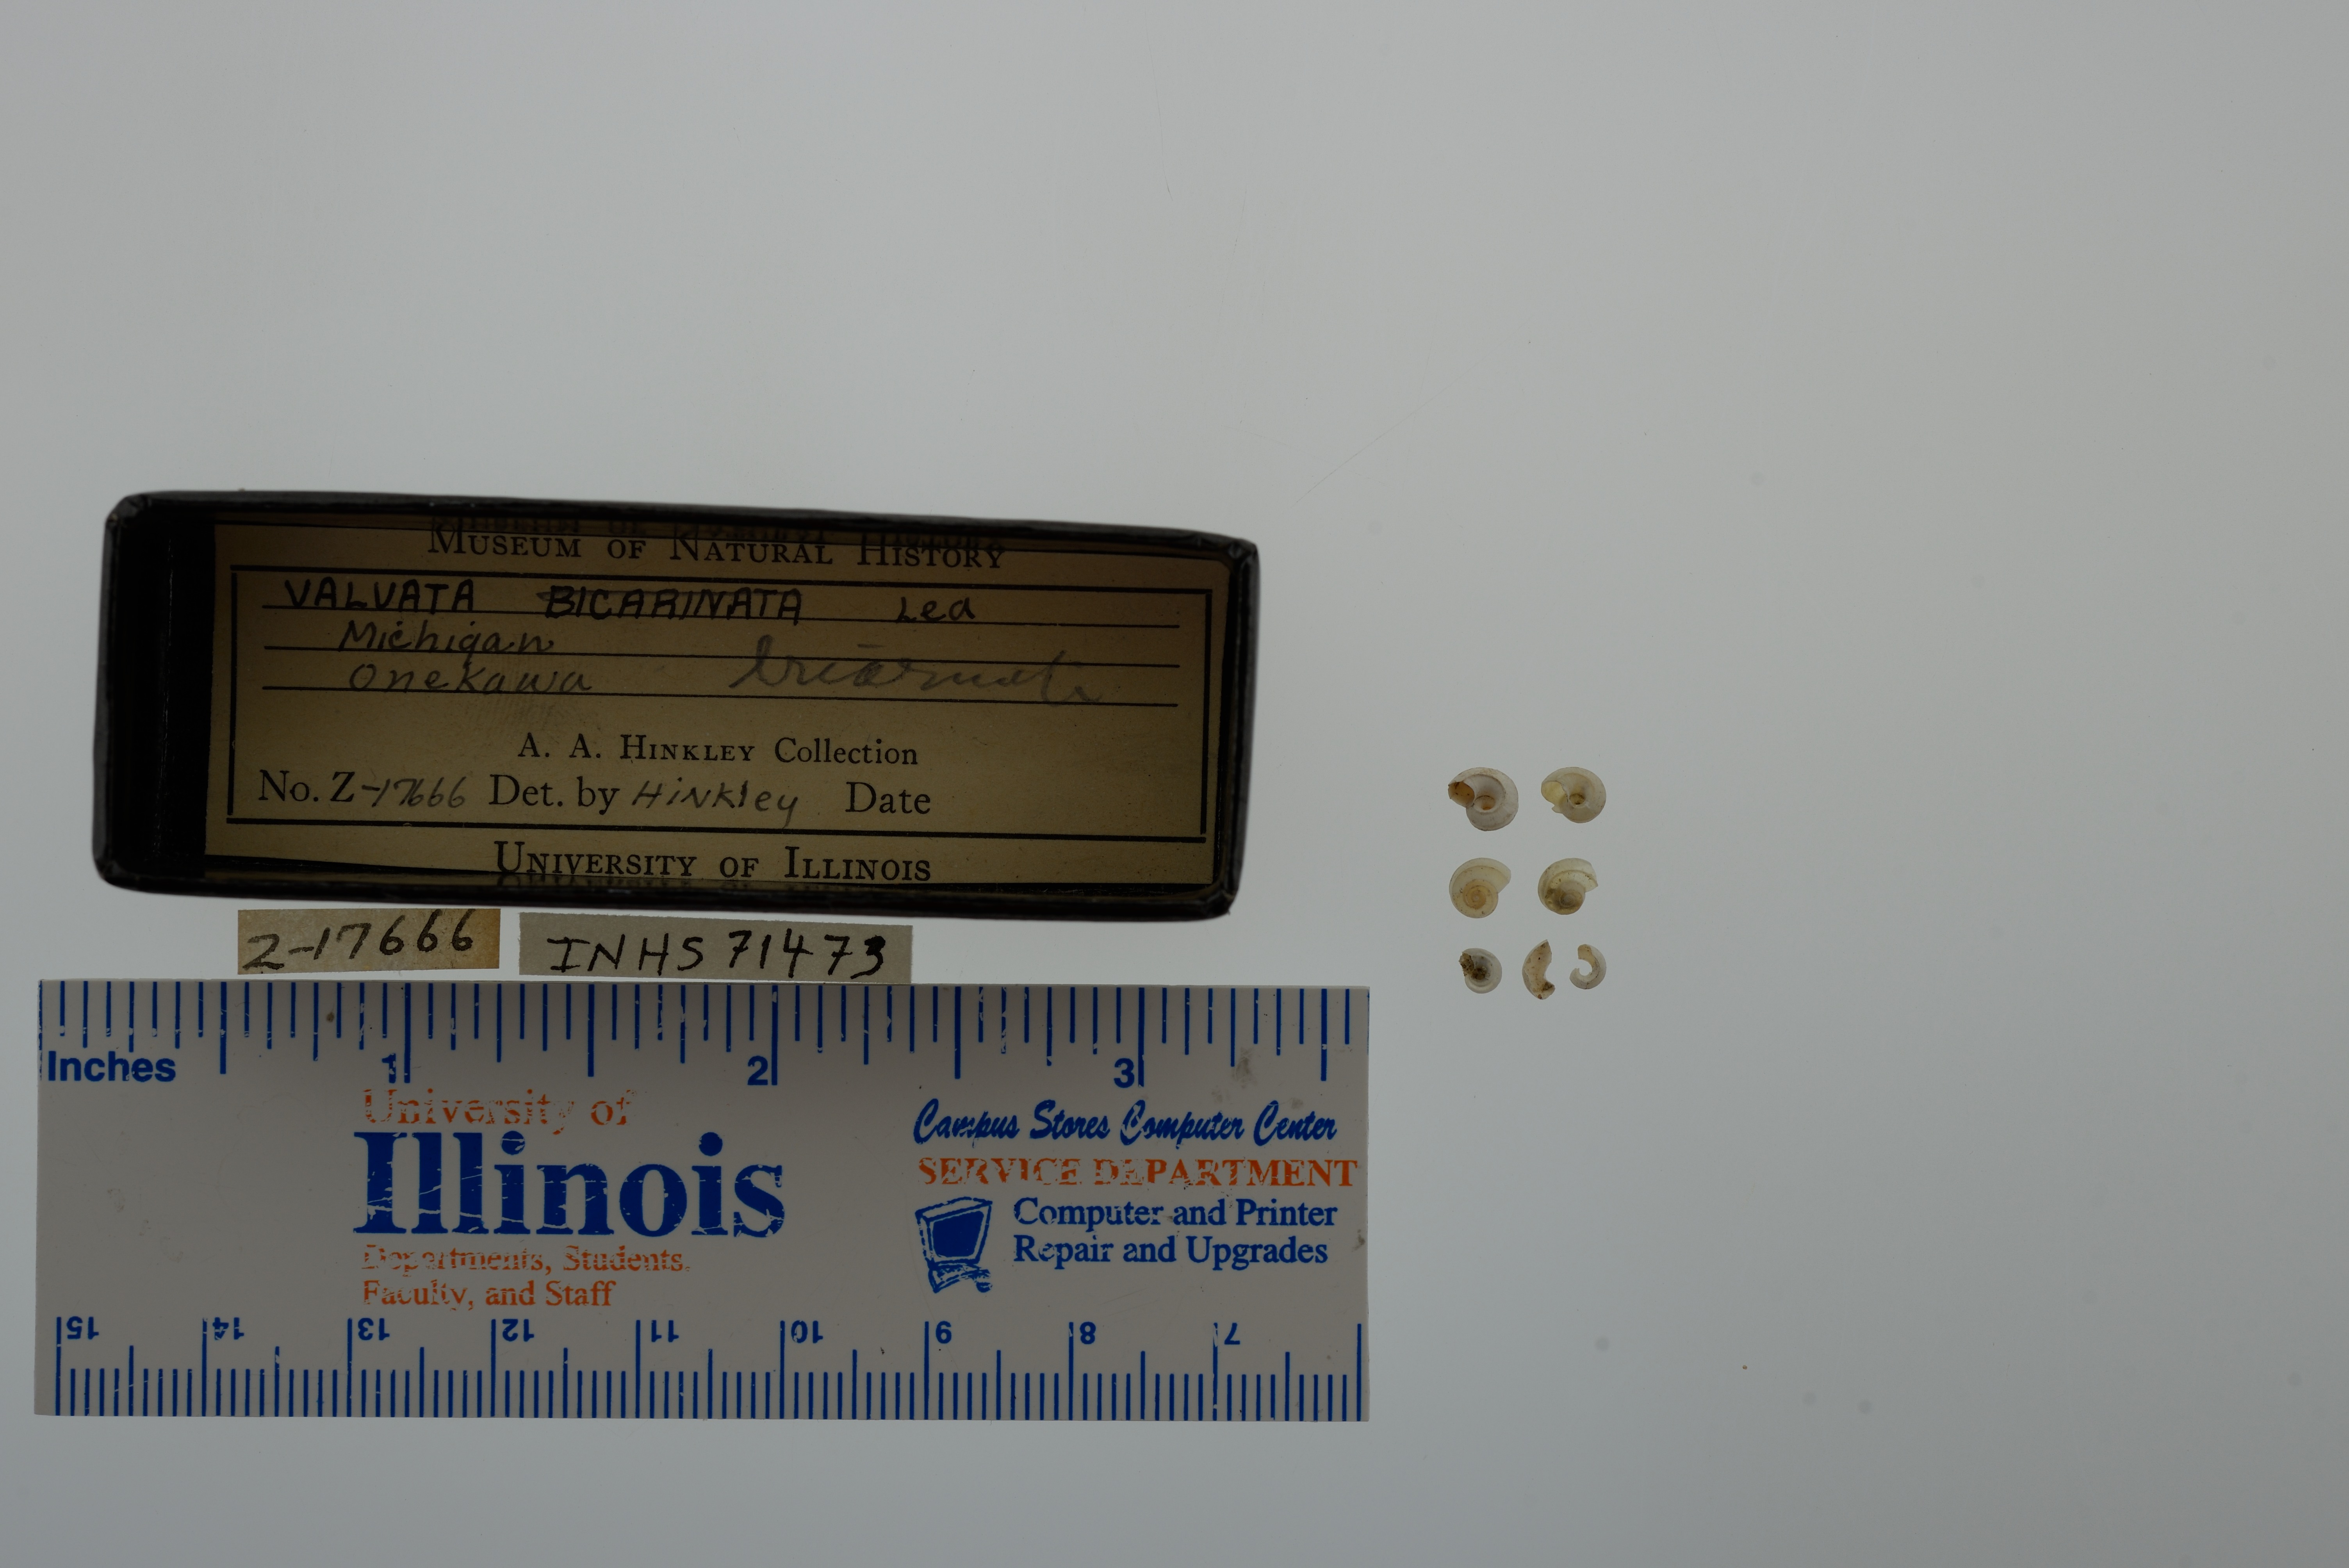 MUSEUM OF NATURAL HISTORY
VALVATA BICARINATA Lea
Michigan
Onekawa
A. A. HINKLEY Collection
No. Z-17666 Det. by Hinkley Date
UNIVERSITY OF ILLINOIS
Z-17666
INHS 71473
Inches 1 2 3
University of
Illinois
Departments, Students,
Faculty, and Staff
Campus Stores Computer Center
SERVICE DEPARTMENT
Computer and Printer
Repair and Upgrades
15 14 13 12 11 10 9 8 7